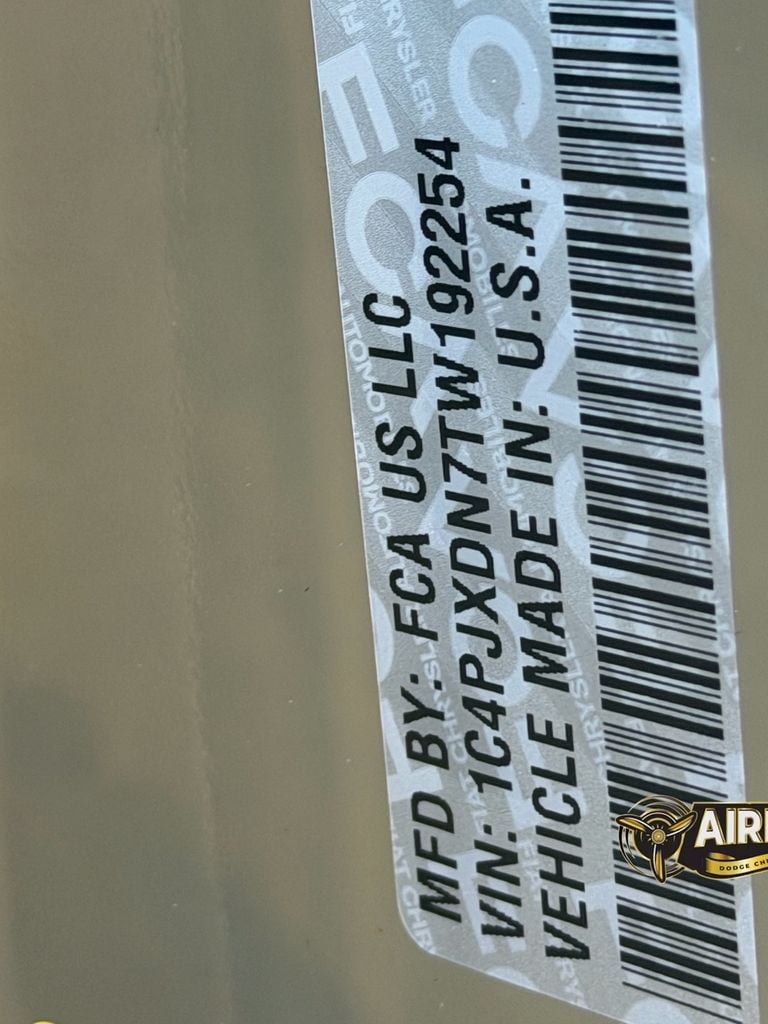 MFD BY: FCA US LLC
VIN: 1C4PJXDN7TW192254
VEHICLE MADE IN: U.S.A.